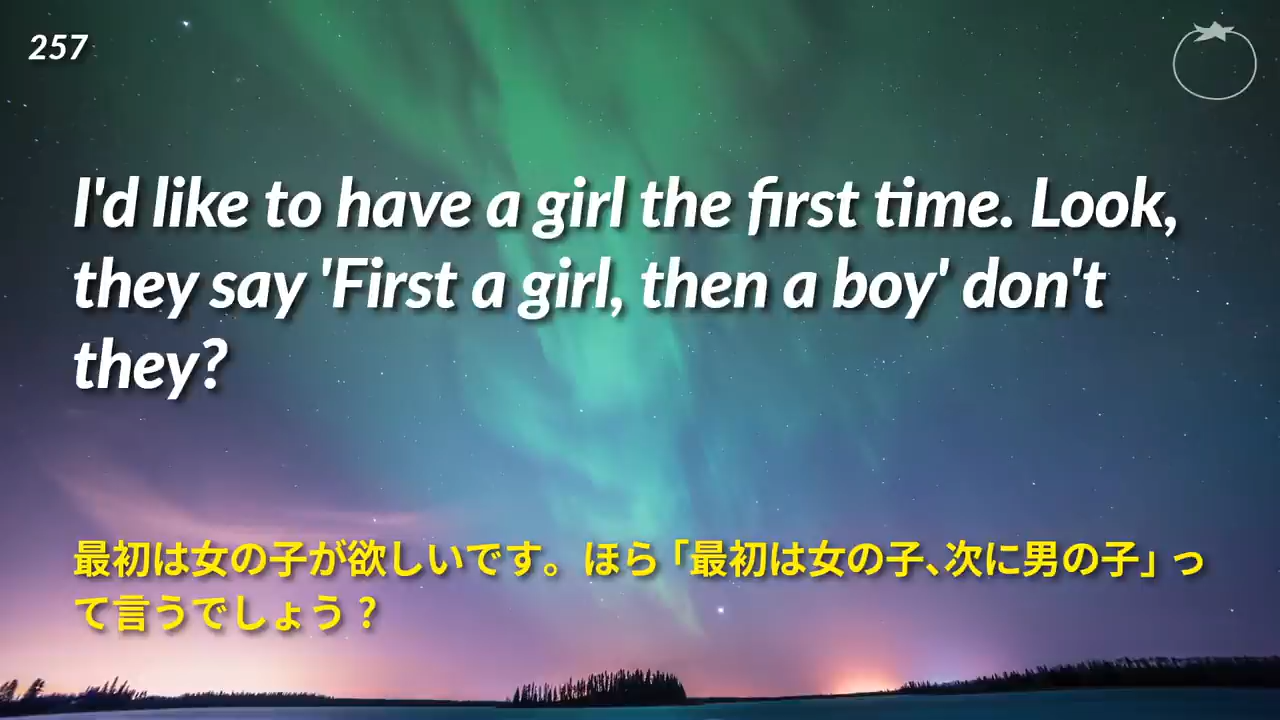 257
I'd like to have a girl the first time. Look,
they say 'First a girl, then a boy' don't
they?
最初は女の子が欲しいです。ほら「最初は女の子、次に男の子」っ
て言うでしょう？